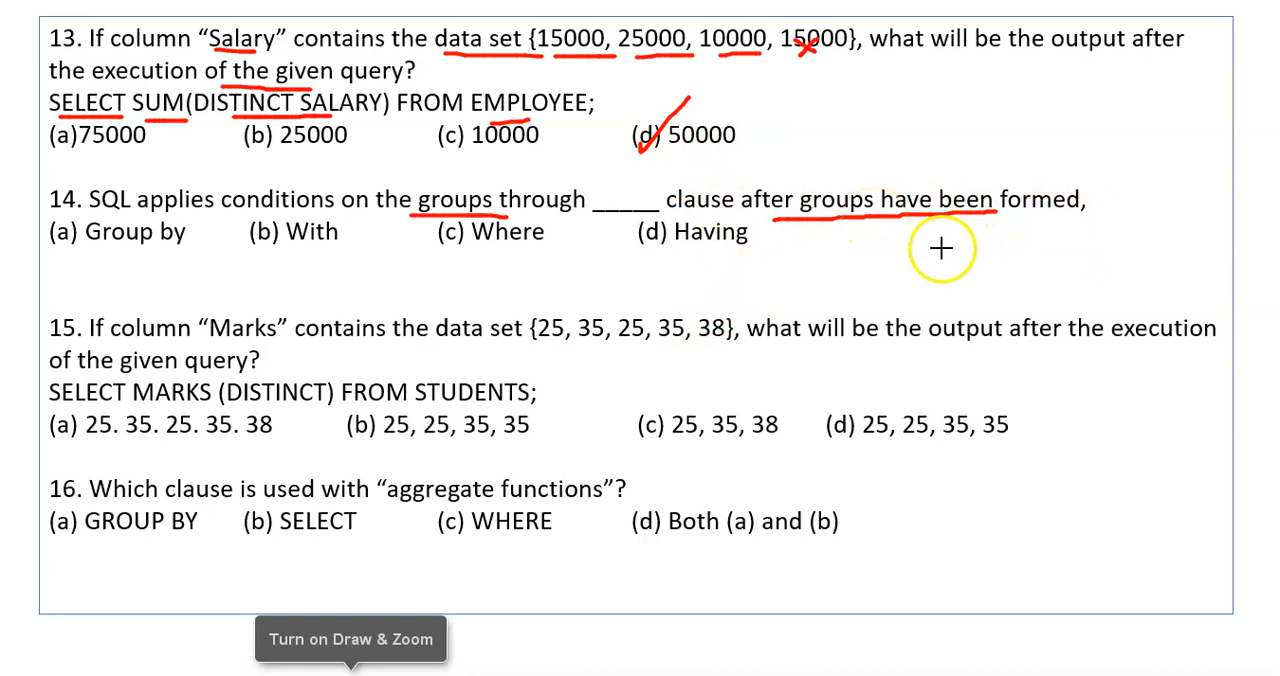 13. If column “Salary” contains the data set {15000, 25000, 10000, 15000}, what will be the output after
the execution of the given query?
SELECT SUM(DISTINCT SALARY) FROM EMPLOYEE;
(a)75000 (b) 25000 (c) 10000 (d) 50000
14. SQL applies conditions on the groups through _____ clause after groups have been formed,
(a) Group by (b) With (c) Where (d) Having
15. If column “Marks” contains the data set {25, 35, 25, 35, 38}, what will be the output after the execution
of the given query?
SELECT MARKS (DISTINCT) FROM STUDENTS;
(a) 25. 35. 25. 35. 38 (b) 25, 25, 35, 35 (c) 25, 35, 38 (d) 25, 25, 35, 35
16. Which clause is used with “aggregate functions”?
(a) GROUP BY (b) SELECT (c) WHERE (d) Both (a) and (b)
Turn on Draw & Zoom